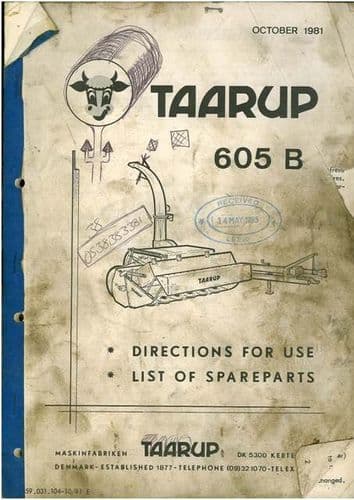 OCTOBER 1981
TAARUP
605 B
RECEIVED
14 MAY
TAARUP
* DIRECTIONS FOR USE
* LIST OF SPAREPARTS
MASKINFABRIKEN TAARUP DK 5300 KERTE
DENMARK - ESTABLISHED 1877 - TELEPHONE (09) 32 1070 - TELEX
changed.